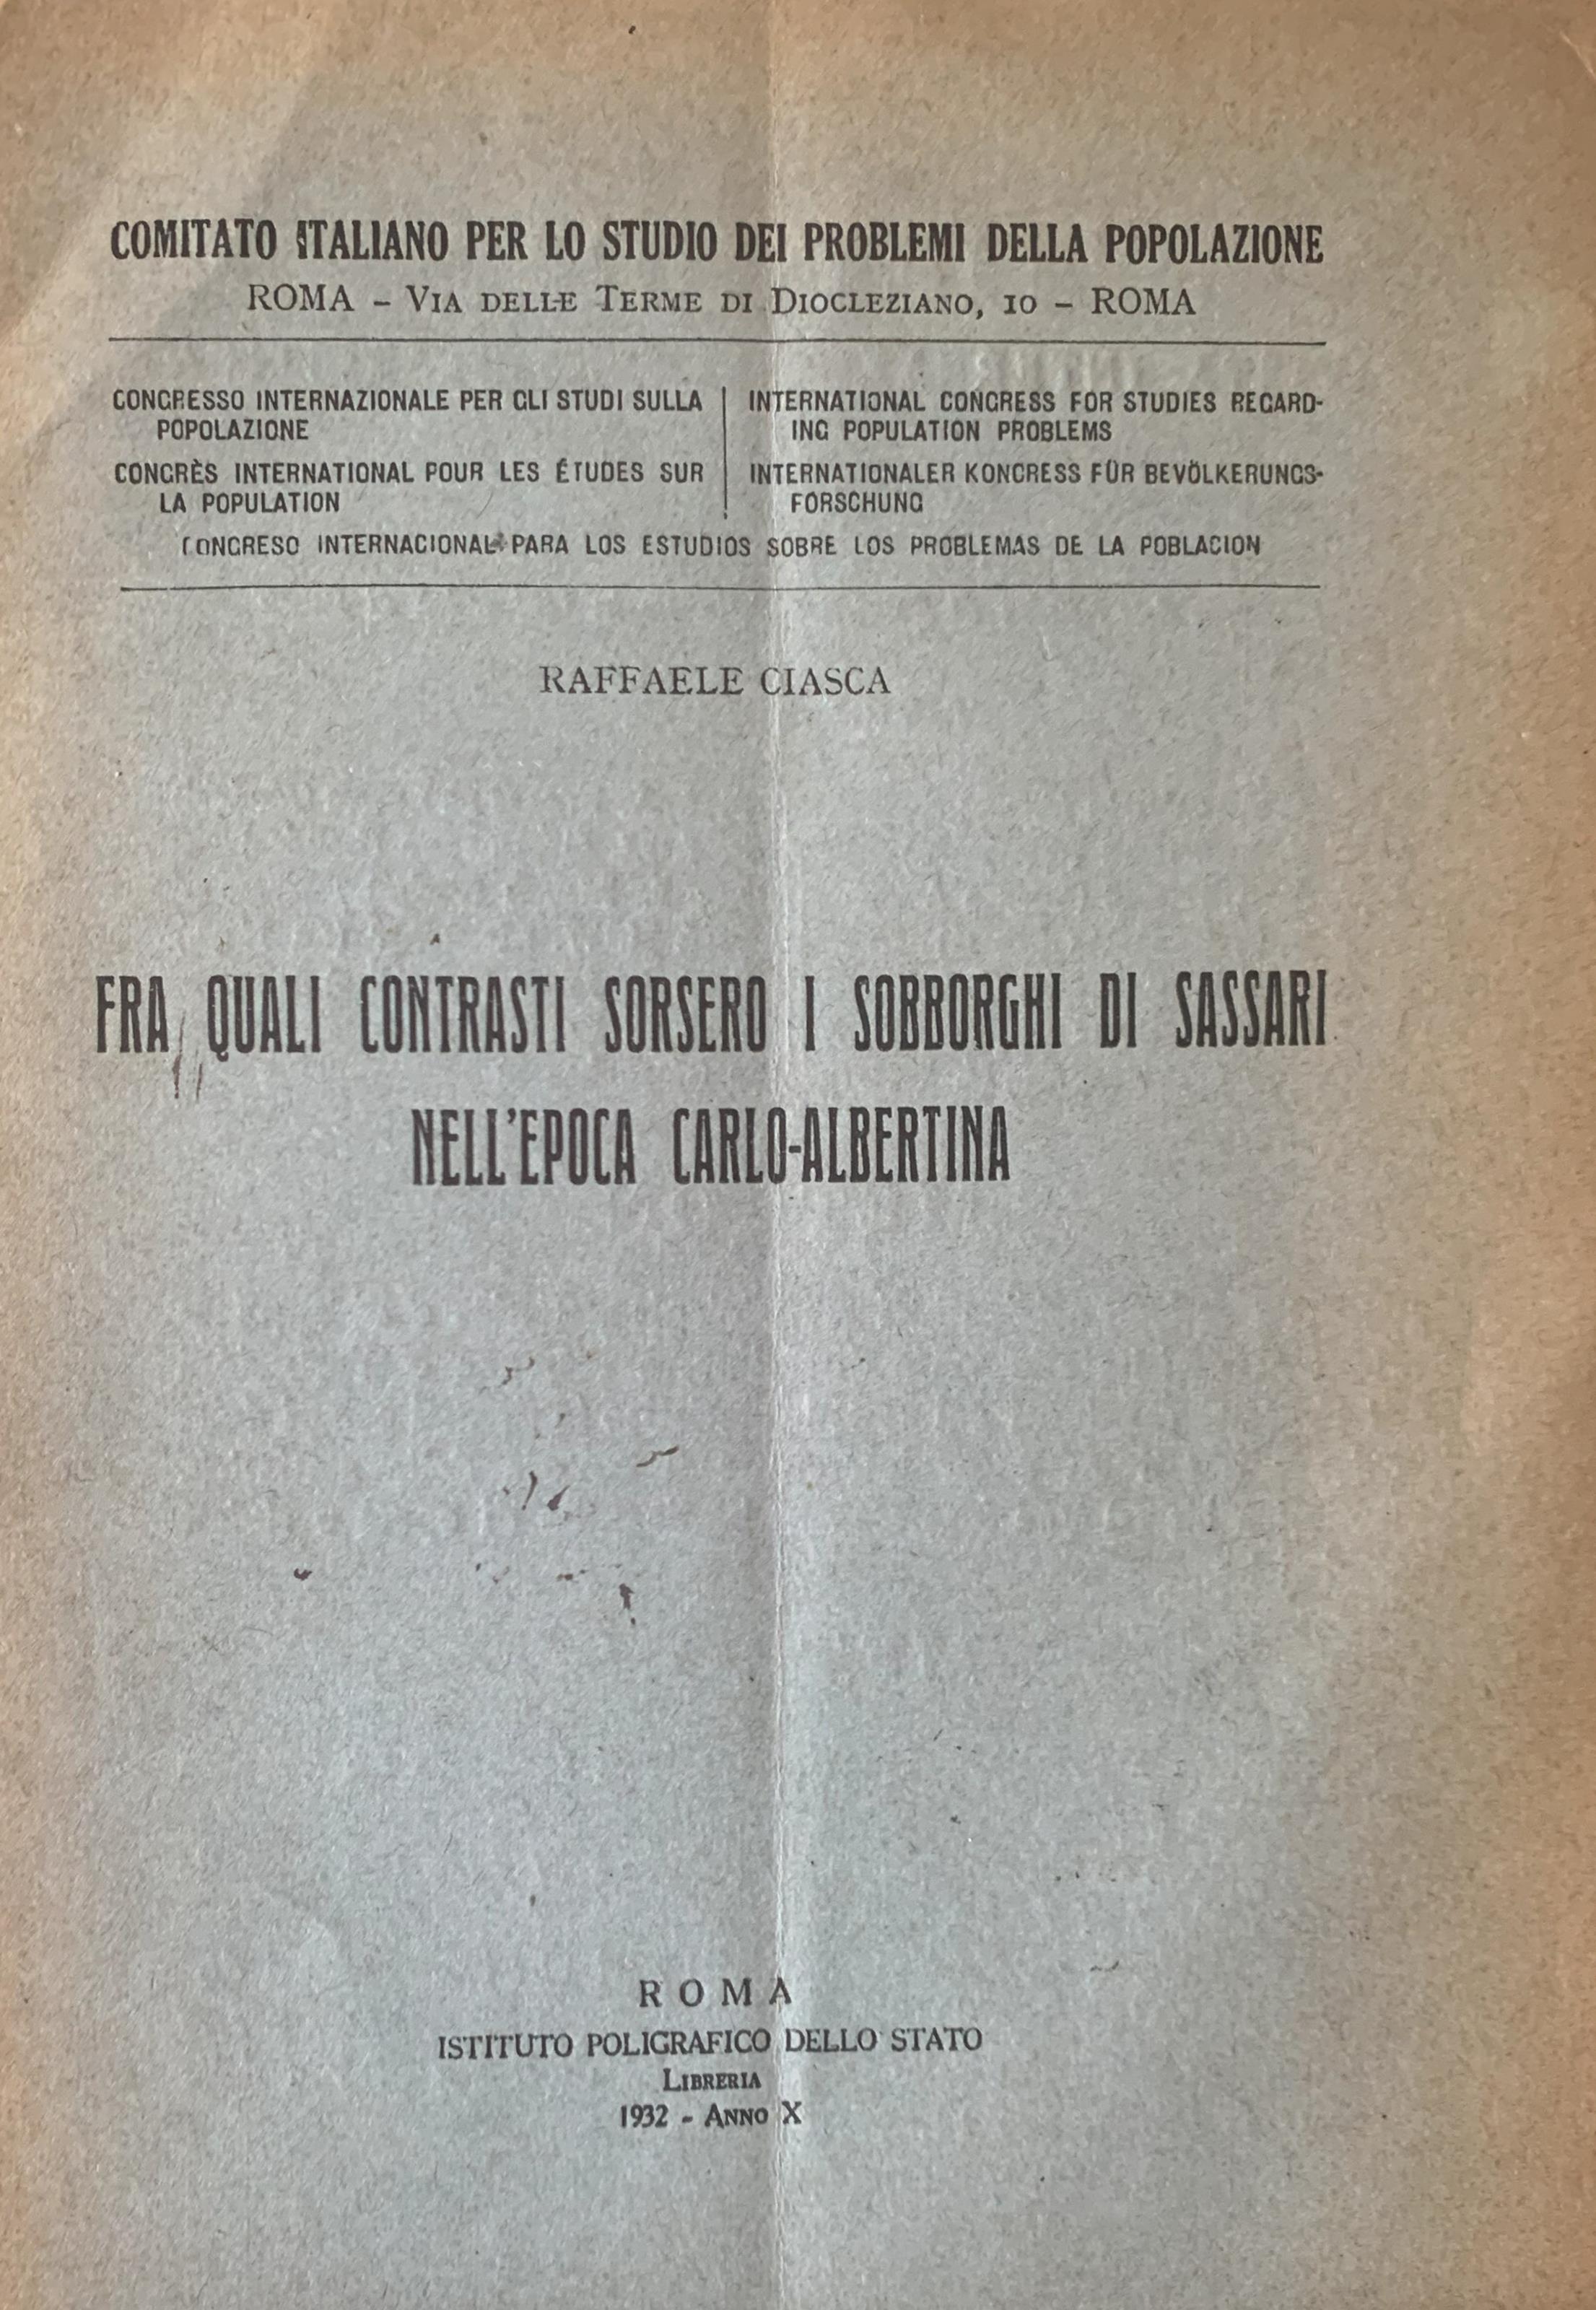 COMITATO ITALIANO PER LO STUDIO DEI PROBLEMI DELLA POPOLAZIONE
ROMA – VIA DELLE TERME DI DIOCLEZIANO, 10 – ROMA
CONGRESSO INTERNAZIONALE PER GLI STUDI SULLA
POPOLAZIONE
CONGRÈS INTERNATIONAL POUR LES ÉTUDES SUR
LA POPULATION
INTERNATIONAL CONGRESS FOR STUDIES REGARD-
ING POPULATION PROBLEMS
INTERNATIONALER KONGRESS FÜR BEVÖLKERUNGS-
FORSCHUNG
CONGRESO INTERNACIONAL PARA LOS ESTUDIOS SOBRE LOS PROBLEMAS DE LA POBLACION
RAFFAELE CIASCA
FRA QUALI CONTRASTI SORSERO I SOBBORGHI DI SASSARI
NELL'EPOCA CARLO-ALBERTINA
ROMA
ISTITUTO POLIGRAFICO DELLO STATO
LIBRERIA
1932 - ANNO X